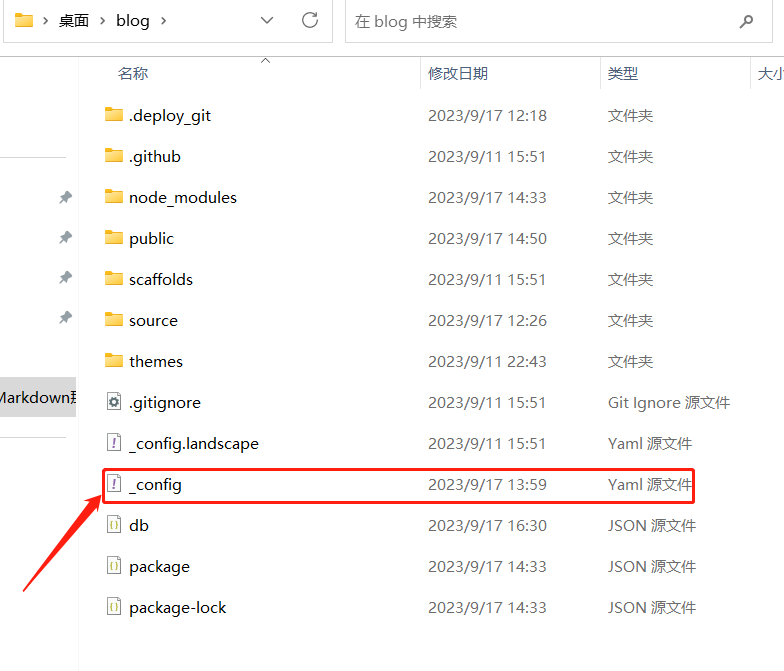 桌面 blog
在 blog 中搜索
名称 修改日期 类型 大小
.deploy_git 2023/9/17 12:18 文件夹
.github 2023/9/11 15:51 文件夹
node_modules 2023/9/17 14:33 文件夹
public 2023/9/17 14:50 文件夹
scaffolds 2023/9/11 15:51 文件夹
source 2023/9/17 12:26 文件夹
themes 2023/9/11 22:43 文件夹
Markdown
.gitignore 2023/9/11 15:51 Git Ignore 源文件
_config.landscape 2023/9/11 15:51 Yaml 源文件
_config 2023/9/17 13:59 Yaml 源文件
db 2023/9/17 16:30 JSON 源文件
package 2023/9/17 14:33 JSON 源文件
package-lock 2023/9/17 14:33 JSON 源文件